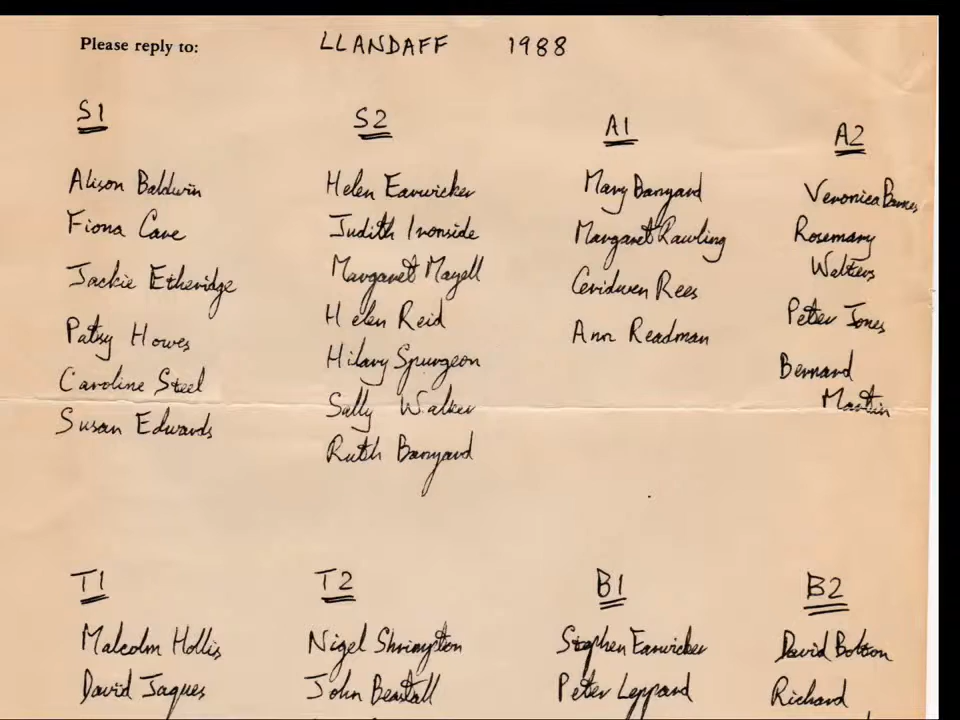 Please reply to: LLANDAFF 1988
S1
Alison Baldwin
Fiona Cave
Jackie Etheridge
Patsy Howes
Caroline Steel
Susan Edwards
S2
Helen Earwicker
Judith Ironside
Margaret Mayell
Helen Reid
Hilary Spurgeon
Sally Walker
Ruth Banyard
A1
Mary Banyard
Margaret Rawling
Ceridwen Rees
Ann Readman
A2
Veronica Barnes
Rosemary
Walters
Peter Jones
Bernard
Martin
T1
Malcolm Hollis
David Jaques
T2
Nigel Shrimpton
John Beastall
B1
Stephen Earwicker
Peter Leppard
B2
David Bolton
Richard